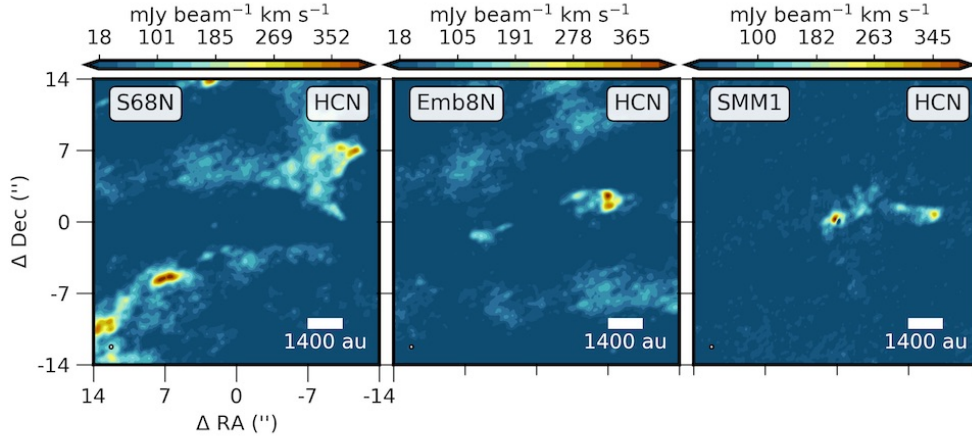 mJy beam⁻¹ km s⁻¹ mJy beam⁻¹ km s⁻¹ mJy beam⁻¹ km s⁻¹
18 101 185 269 352 18 105 191 278 365 100 182 263 345
S68N HCN Emb8N HCN SMM1 HCN
14
7
0
-7
-14
Δ Dec ('')
1400 au 1400 au 1400 au
14 7 0 -7 -14
Δ RA ('')